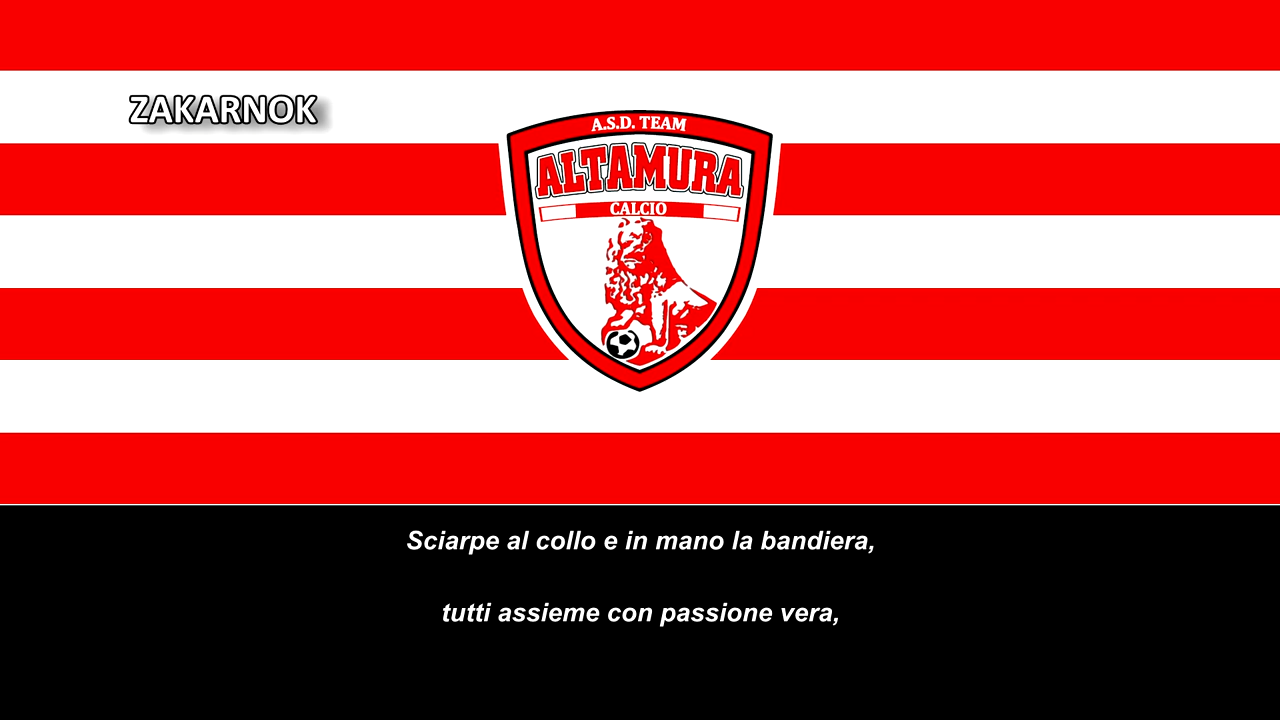 ZAKARNOK
A.S.D. TEAM
ALTAMURA
CALCIO
Sciarpe al collo e in mano la bandiera,
tutti assieme con passione vera,